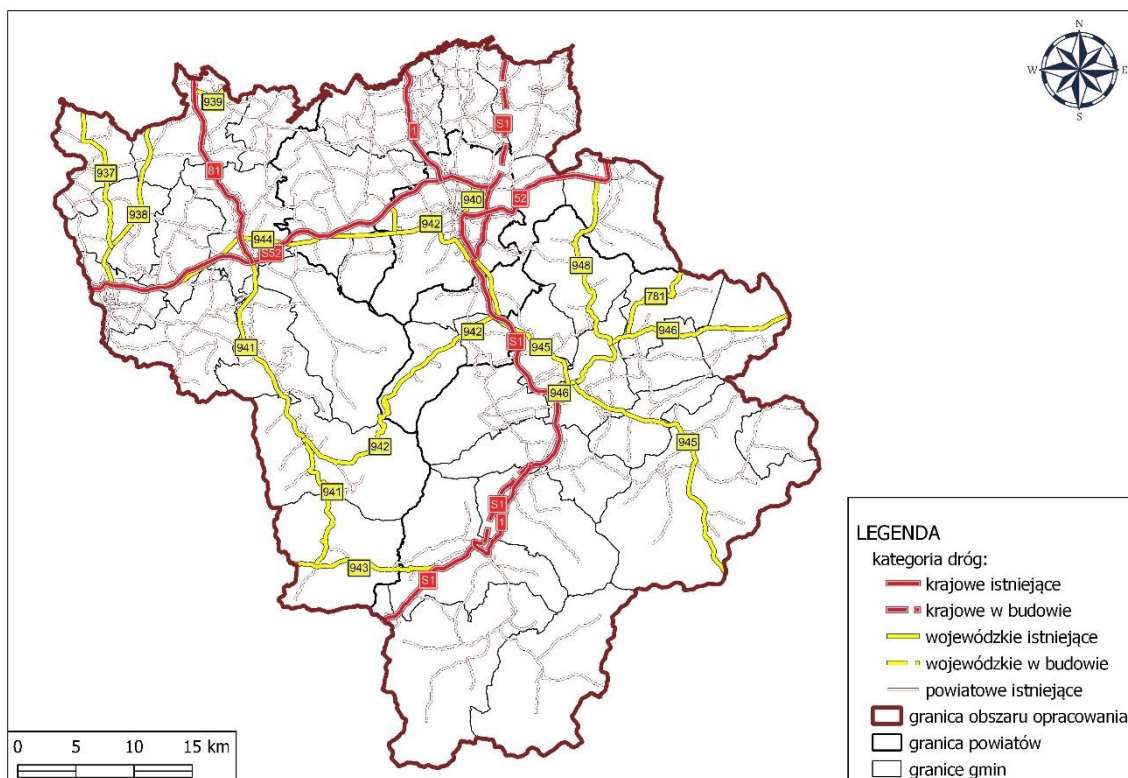 N
W E
S
939
1
S1
937
81
52
940
938
942
944
S52
948
781
942
946
S1
945
941
946
942
945
941
S1
1
943
S1
LEGENDA
kategoria dróg:
krajowe istniejące
krajowe w budowie
wojewódzkie istniejące
wojewódzkie w budowie
powiatowe istniejące
granica obszaru opracowania
granica powiatów
granice gmin
0 5 10 15 km